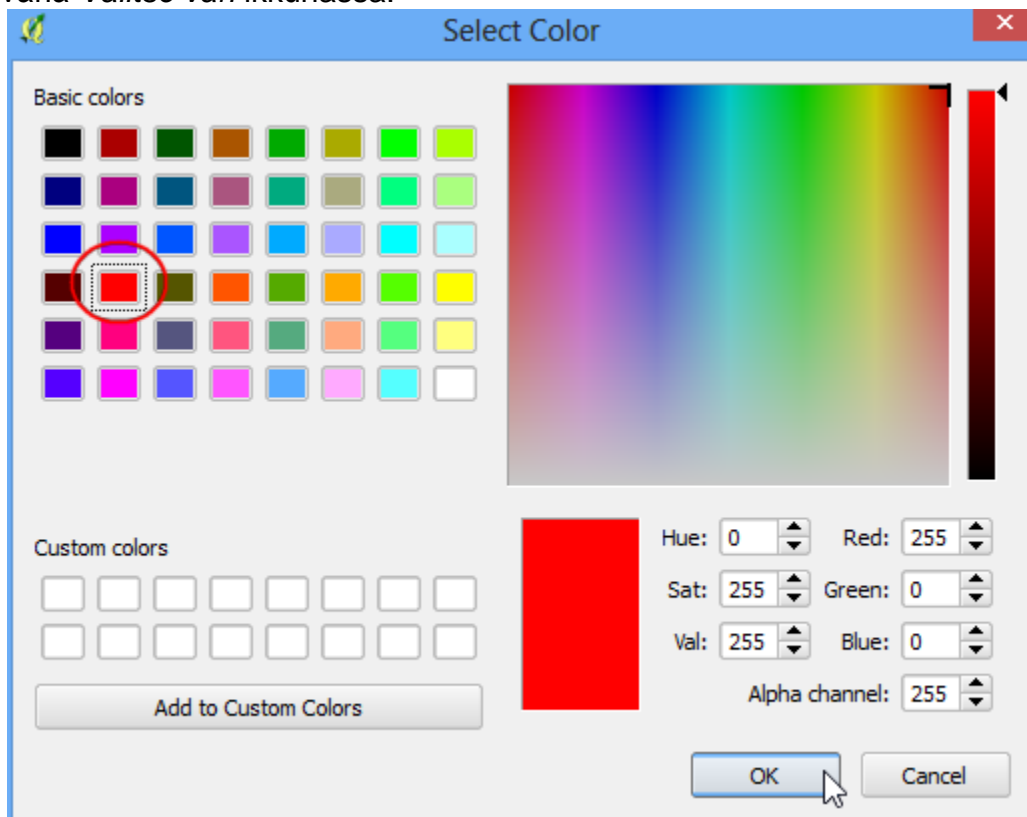 Select Color
Basic colors
Custom colors
Hue: 0 Red: 255
Sat: 255 Green: 0
Val: 255 Blue: 0
Alpha channel: 255
Add to Custom Colors
OK Cancel